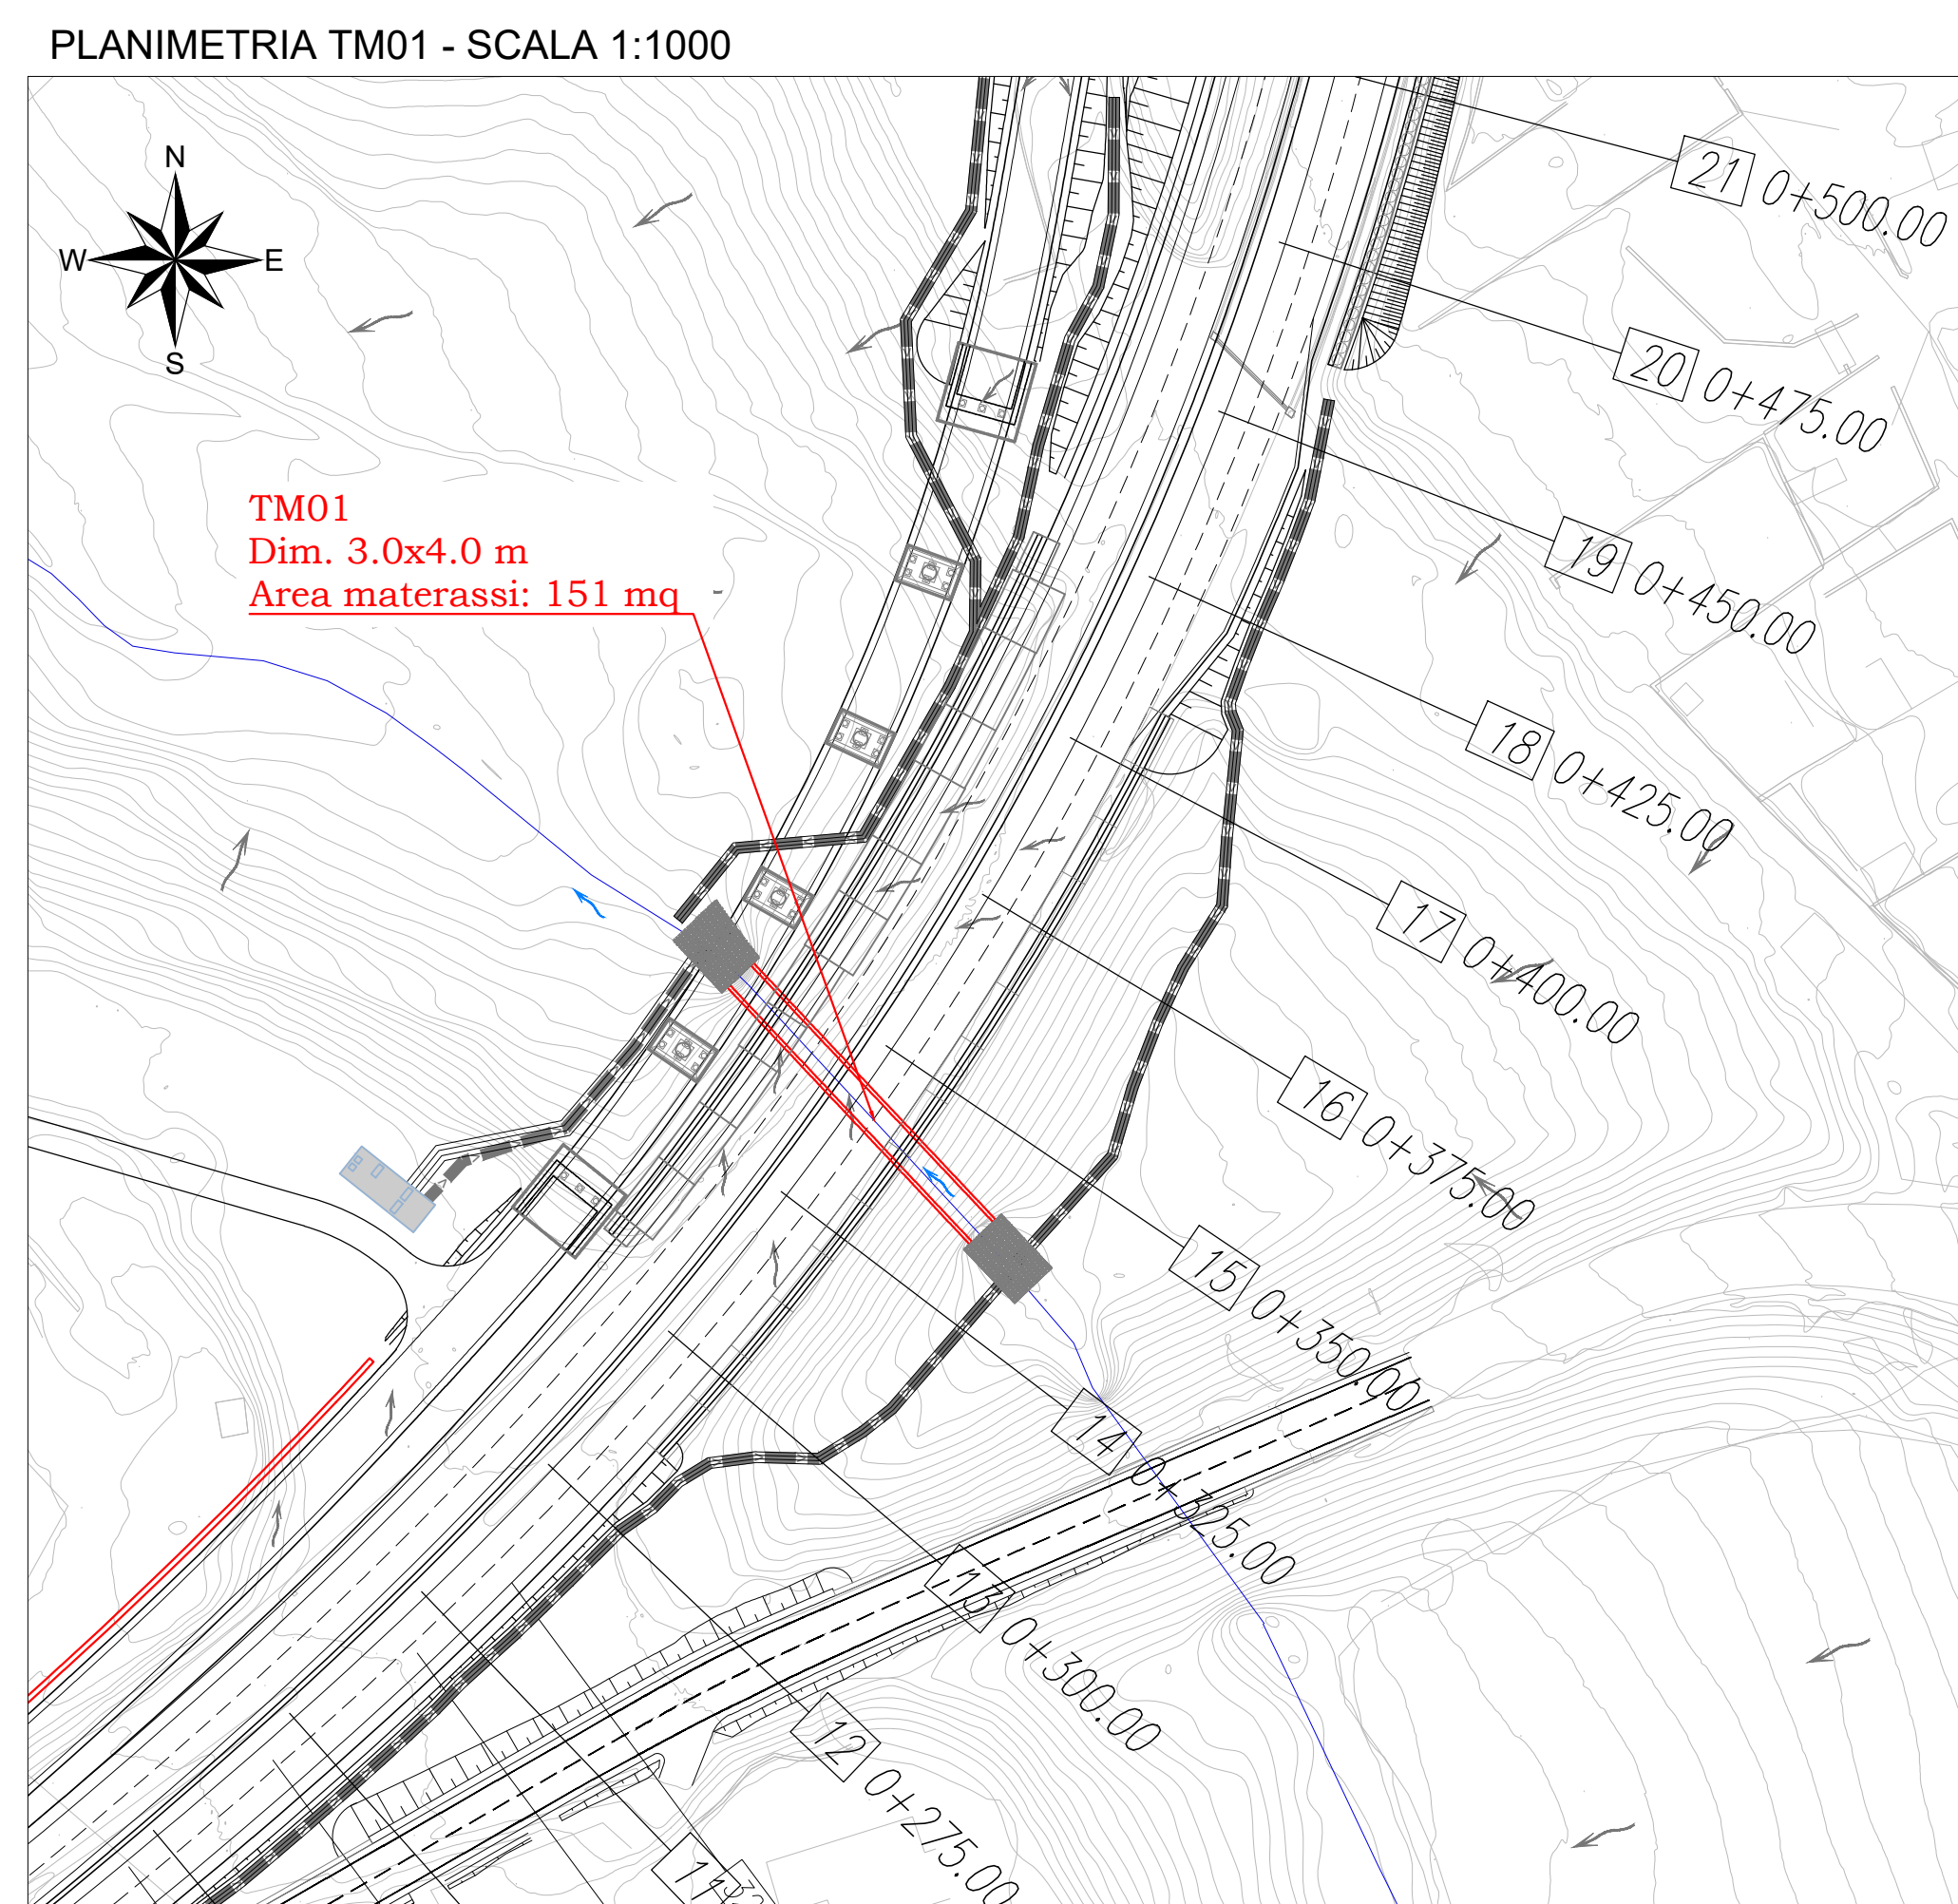 PLANIMETRIA TM01 - SCALA 1:1000
N
W E
S
TM01
Dim. 3.0x4.0 m
Area materassi: 151 mq
21 0+500.00
20 0+475.00
19 0+450.00
18 0+425.00
17 0+400.00
16 0+375.00
15 0+350.00
14 0+325.00
13 0+300.00
12 0+275.00
11